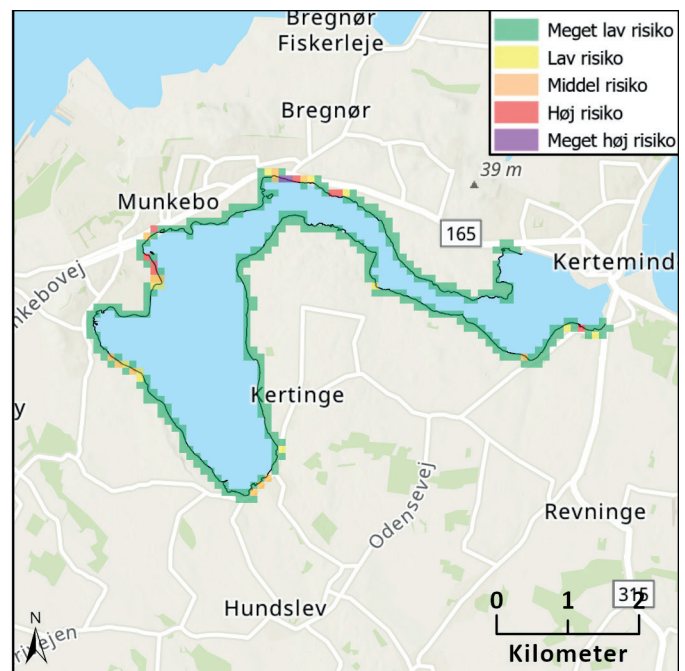 Bregnør
Fiskerleje
Meget lav risiko
Lav risiko
Middel risiko
Høj risiko
Meget høj risiko
Bregnør
39 m
Munkebo
165
Kertemind
nkebovej
Kertinge
y
Odensevej
Revninge
Hundslev
315
0 1 2
Kilometer
N